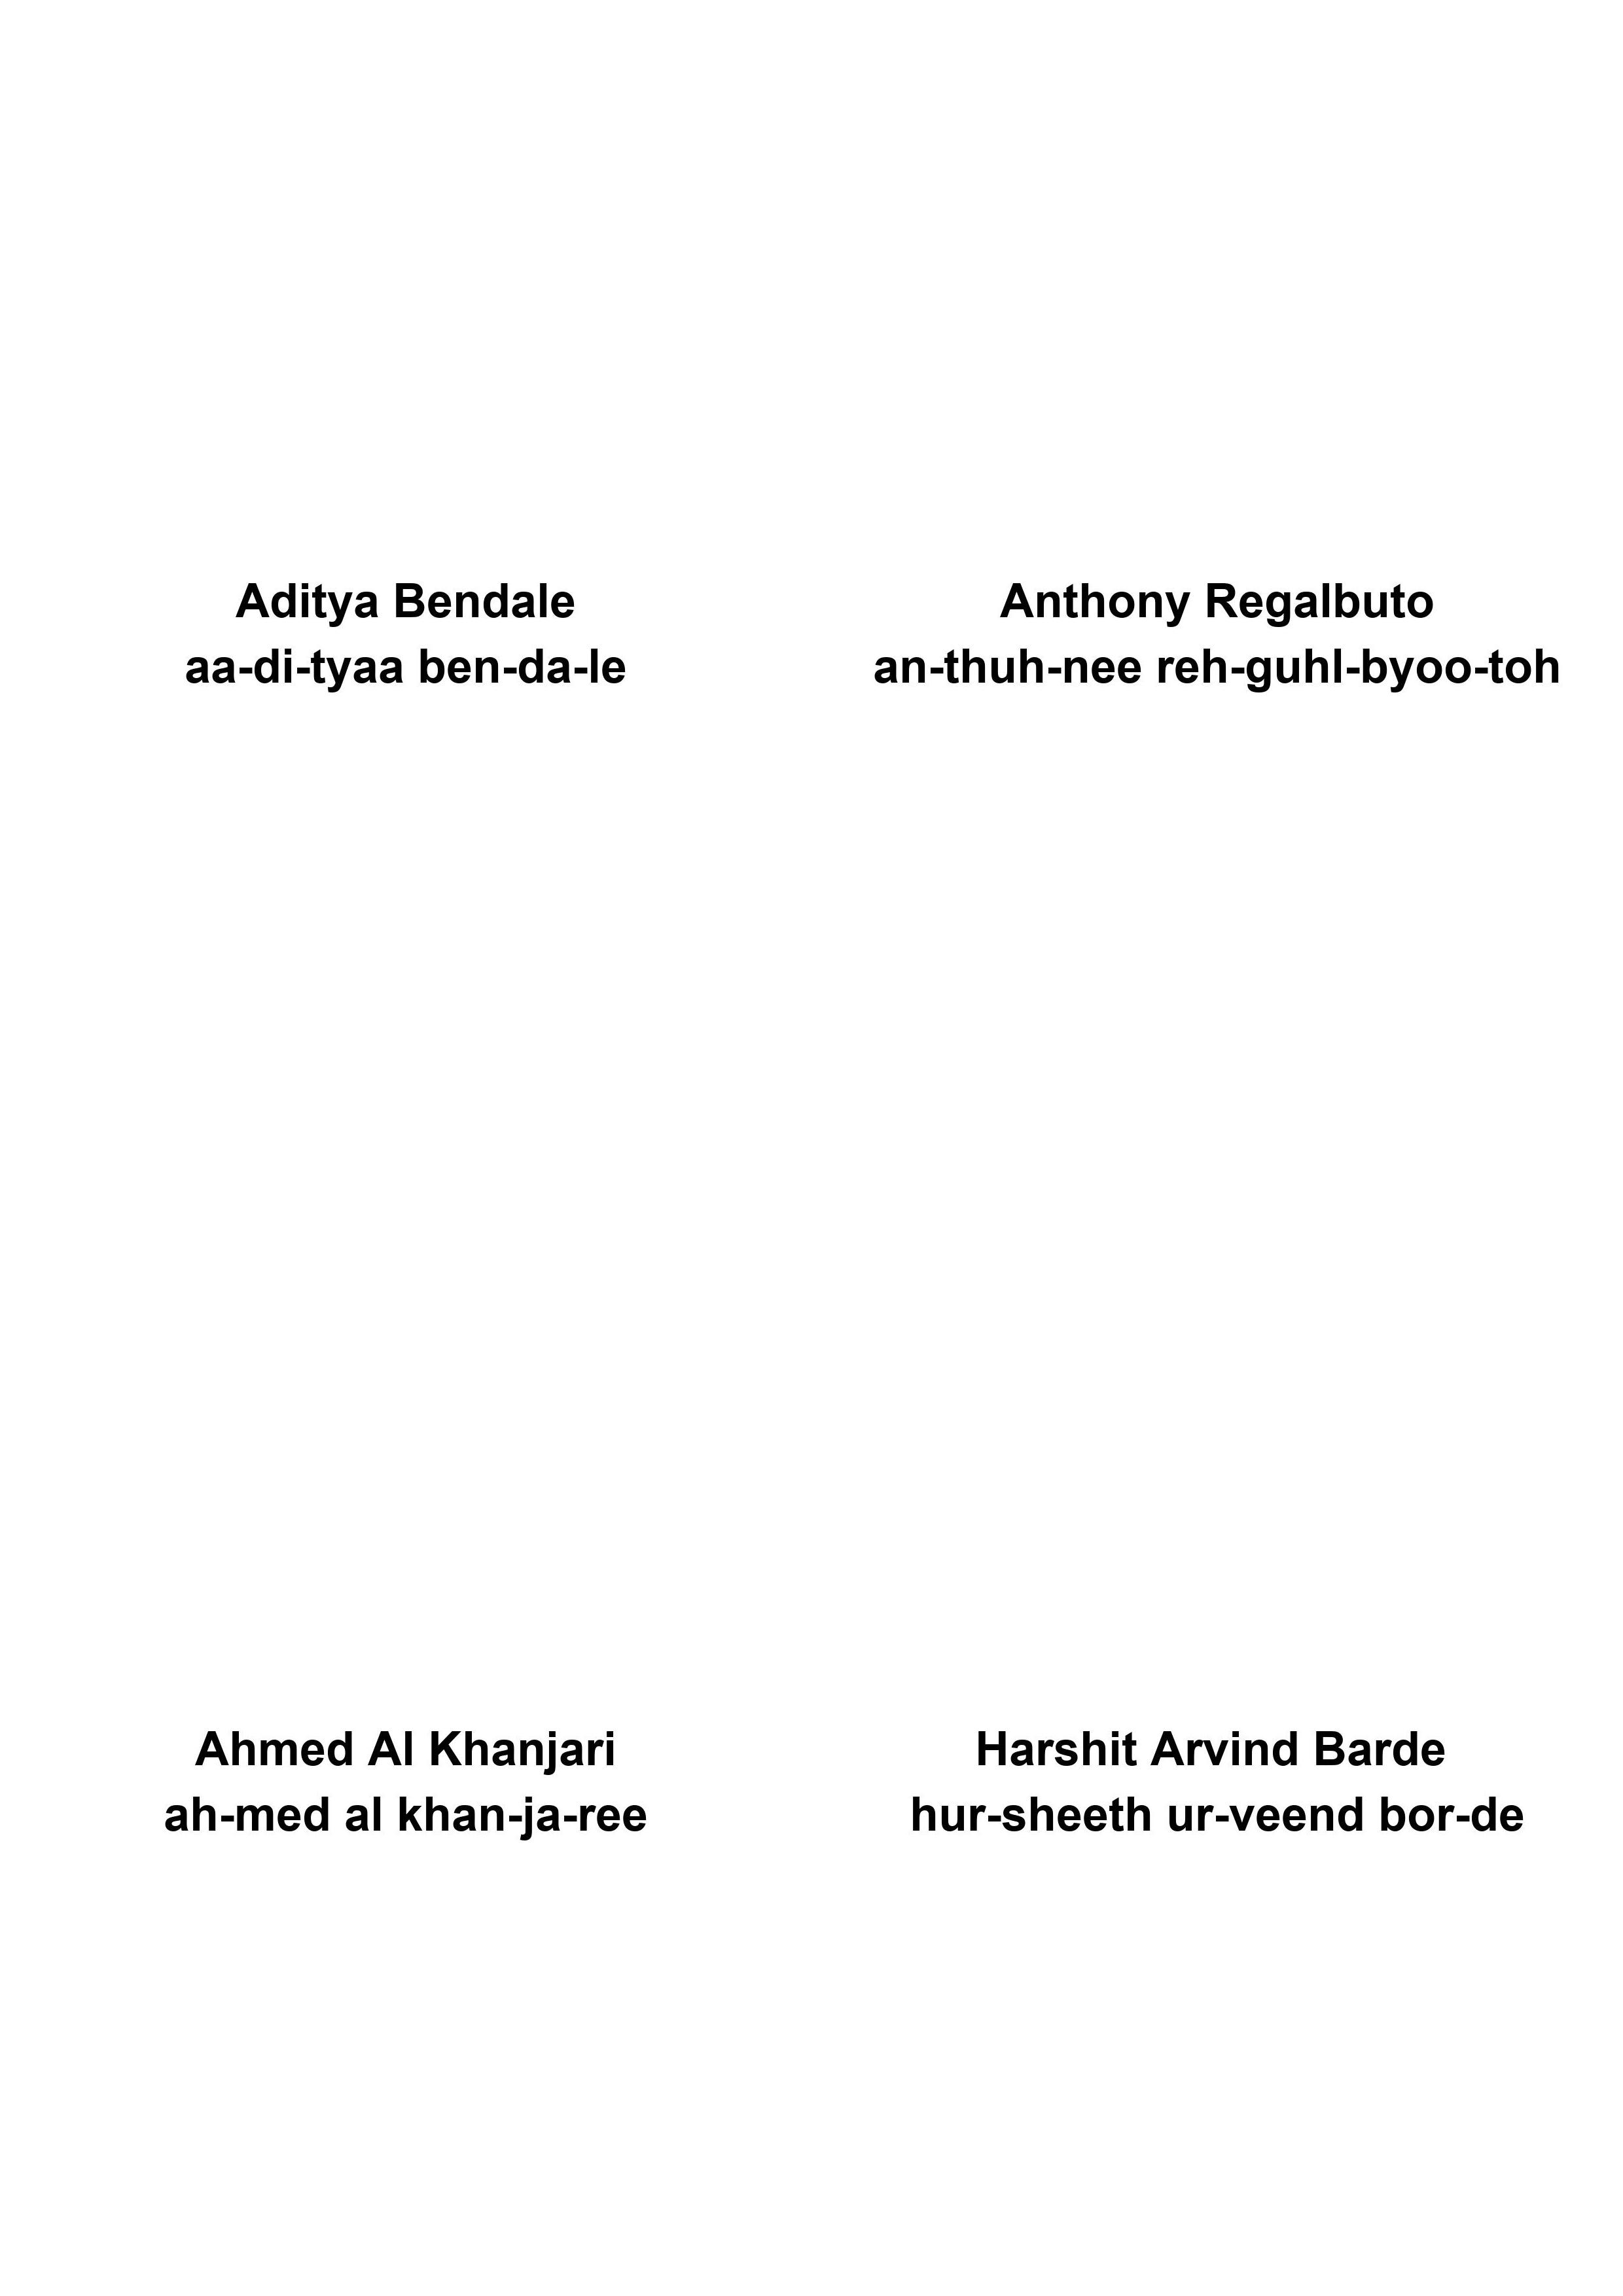 Aditya Bendale
aa-di-tyaa ben-da-le
Anthony Regalbuto
an-thuh-nee reh-guhl-byoo-toh
Ahmed Al Khanjari
ah-med al khan-ja-ree
Harshit Arvind Barde
hur-sheeth ur-veend bor-de